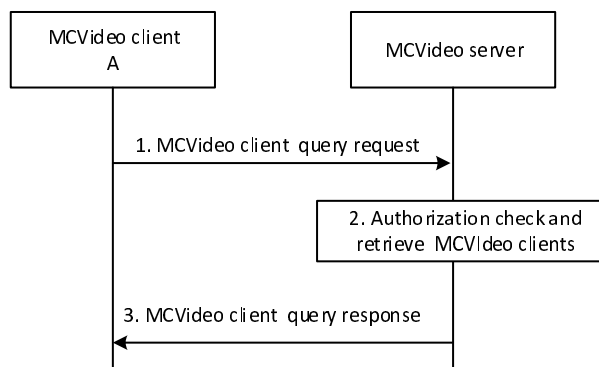 MCVideo client
A
MCVideo server
1. MCVideo client query request
2. Authorization check and
retrieve MCVIdeo clients
3. MCVideo client query response